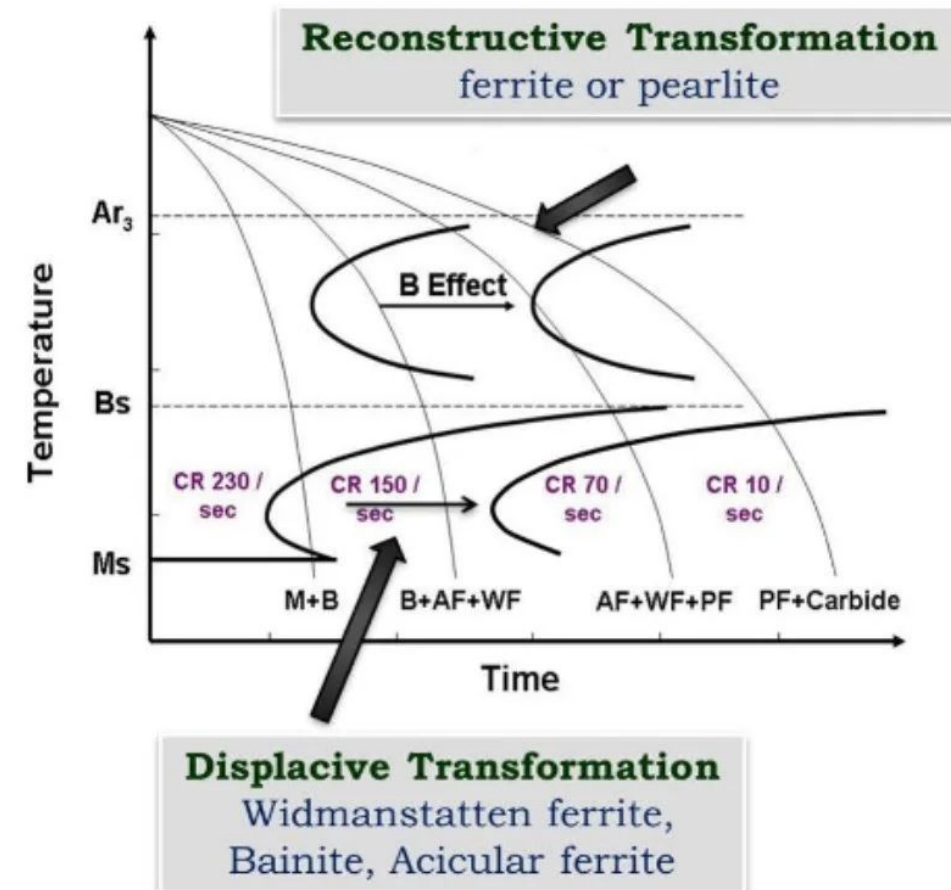 Reconstructive Transformation
ferrite or pearlite
Ar₃
B Effect
Temperature
Bs
CR 230 /
sec
CR 150 /
sec
CR 70 /
sec
CR 10 /
sec
Ms
M+B
B+AF+WF
AF+WF+PF
PF+Carbide
Time
Displacive Transformation
Widmanstatten ferrite,
Bainite, Acicular ferrite